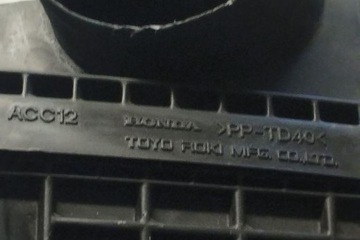 ACC12 HONDA >PP-TD40<
TOYO ROKI MFG. CO.,LTD.